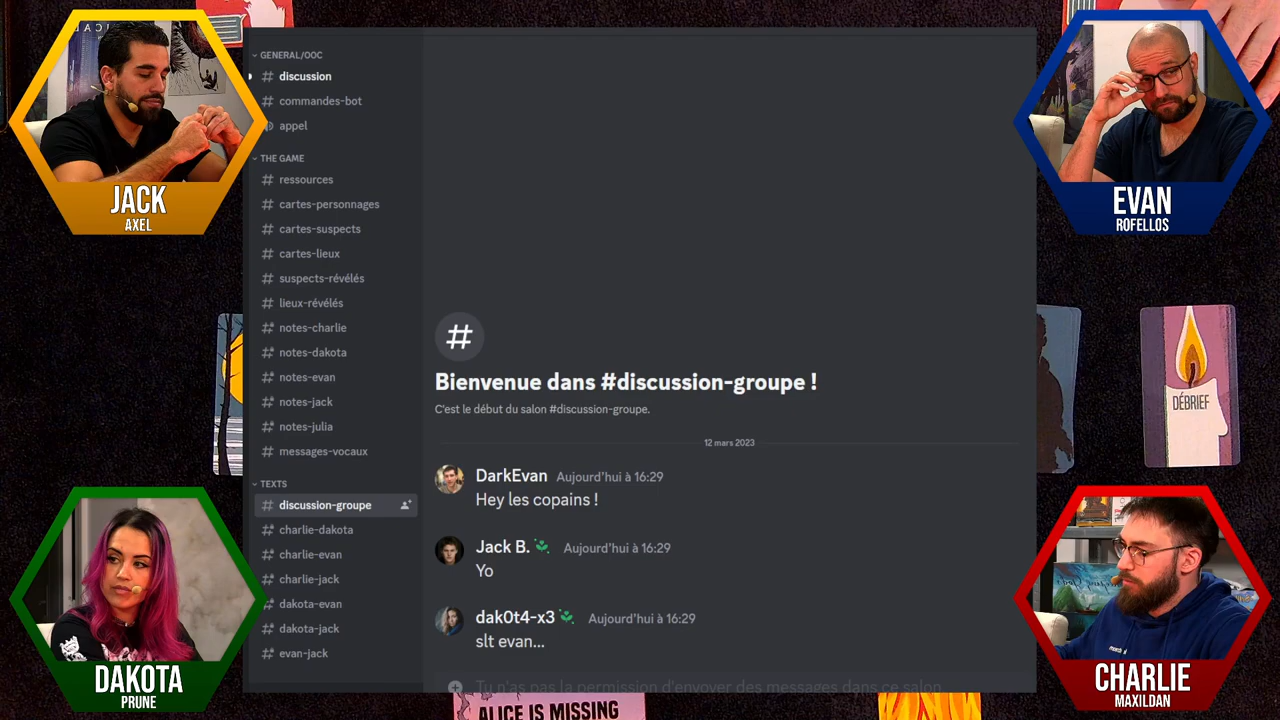 JACK
AXEL
EVAN
ROFELLOS
DAKOTA
PRUNE
CHARLIE
MAXILDAN
GENERAL/OOC
discussion
commandes-bot
appel
THE GAME
ressources
cartes-personnages
cartes-suspects
cartes-lieux
suspects-révélés
lieux-révélés
notes-charlie
notes-dakota
notes-evan
notes-jack
notes-julia
messages-vocaux
TEXTS
discussion-groupe
charlie-dakota
charlie-evan
charlie-jack
dakota-evan
dakota-jack
evan-jack
#
Bienvenue dans #discussion-groupe !
C'est le début du salon #discussion-groupe.
12 mars 2023
DarkEvan Aujourd'hui à 16:29
Hey les copains !
Jack B. Aujourd'hui à 16:29
Yo
dak0t4-x3 Aujourd'hui à 16:29
slt evan...
Tu n'as pas la permission d'envoyer des messages dans ce salon
DÉBRIEF
ALICE IS MISSING